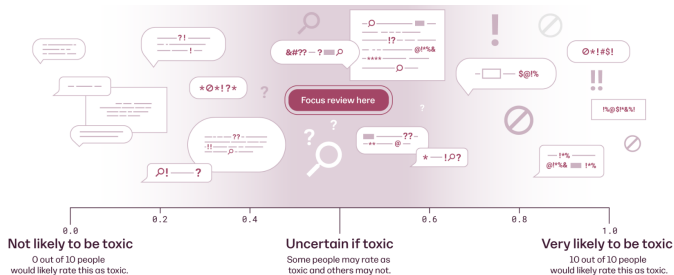 ?!
!
&#?? — ?
!?
@!*%&
****
*⊘*!?*
?
Focus review here
!
$@!%
*⊘*!#$!
!!
!%@$!*&%!
??
!!
?
?
??
**
@
?
! — ?
* — !
?
!*%
@!*%&
!*%
0.0
0.2
0.4
0.6
0.8
1.0
Not likely to be toxic
0 out of 10 people
would likely rate this as toxic.
Uncertain if toxic
Some people may rate as
toxic and others may not.
Very likely to be toxic
10 out of 10 people
would likely rate this as toxic.